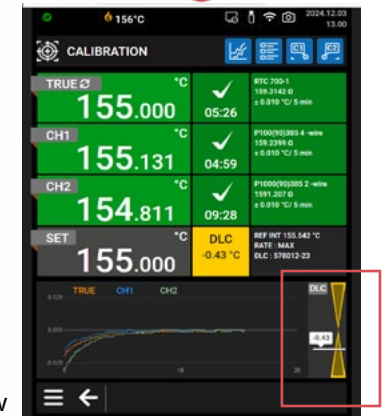 156°C
2024.12.03
13.00
CALIBRATION
TRUE
°C
155.000
05:26
RTC 700-1
159.3142 Ω
± 0.010 °C/ 5 min
CH1
°C
155.131
04:59
P100(90)385 4 -wire
159.2399 Ω
± 0.010 °C/ 5 min
CH2
°C
154.811
09:28
P1000(90)385 2 -wire
1591.207 Ω
± 0.010 °C/ 5 min
SET
°C
155.000
DLC
-0.43 °C
REF INT 155.542 °C
RATE : MAX
DLC : 578012-23
TRUE CH1 CH2
DLC
-0.43
20
w